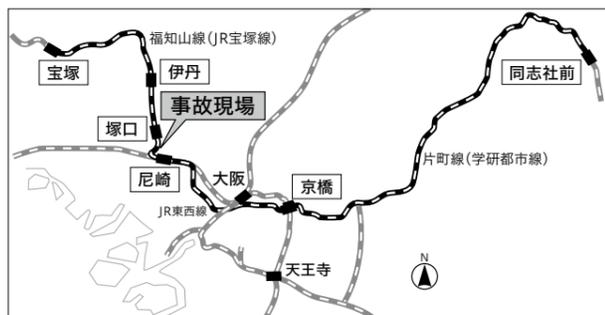 福知山線(JR宝塚線)
宝塚
伊丹
同志社前
事故現場
塚口
片町線(学研都市線)
尼崎
大阪
京橋
JR東西線
天王寺
N